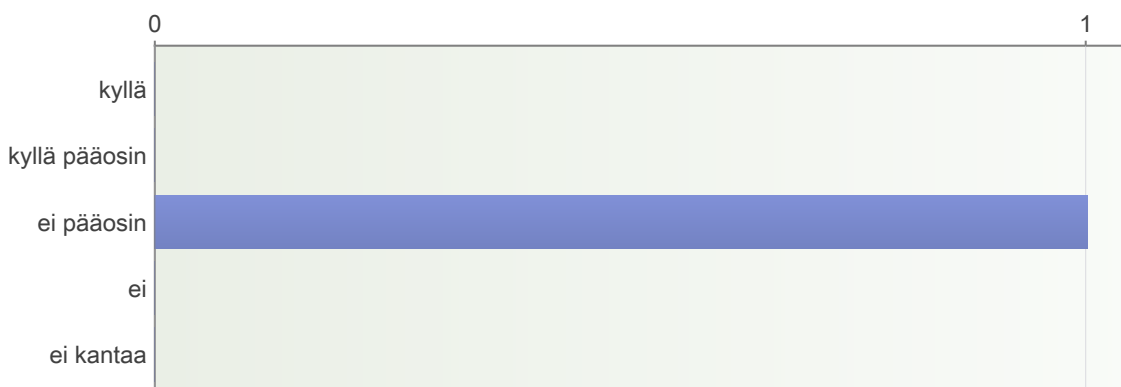 0 1
kyllä
kyllä pääosin
ei pääosin
ei
ei kantaa